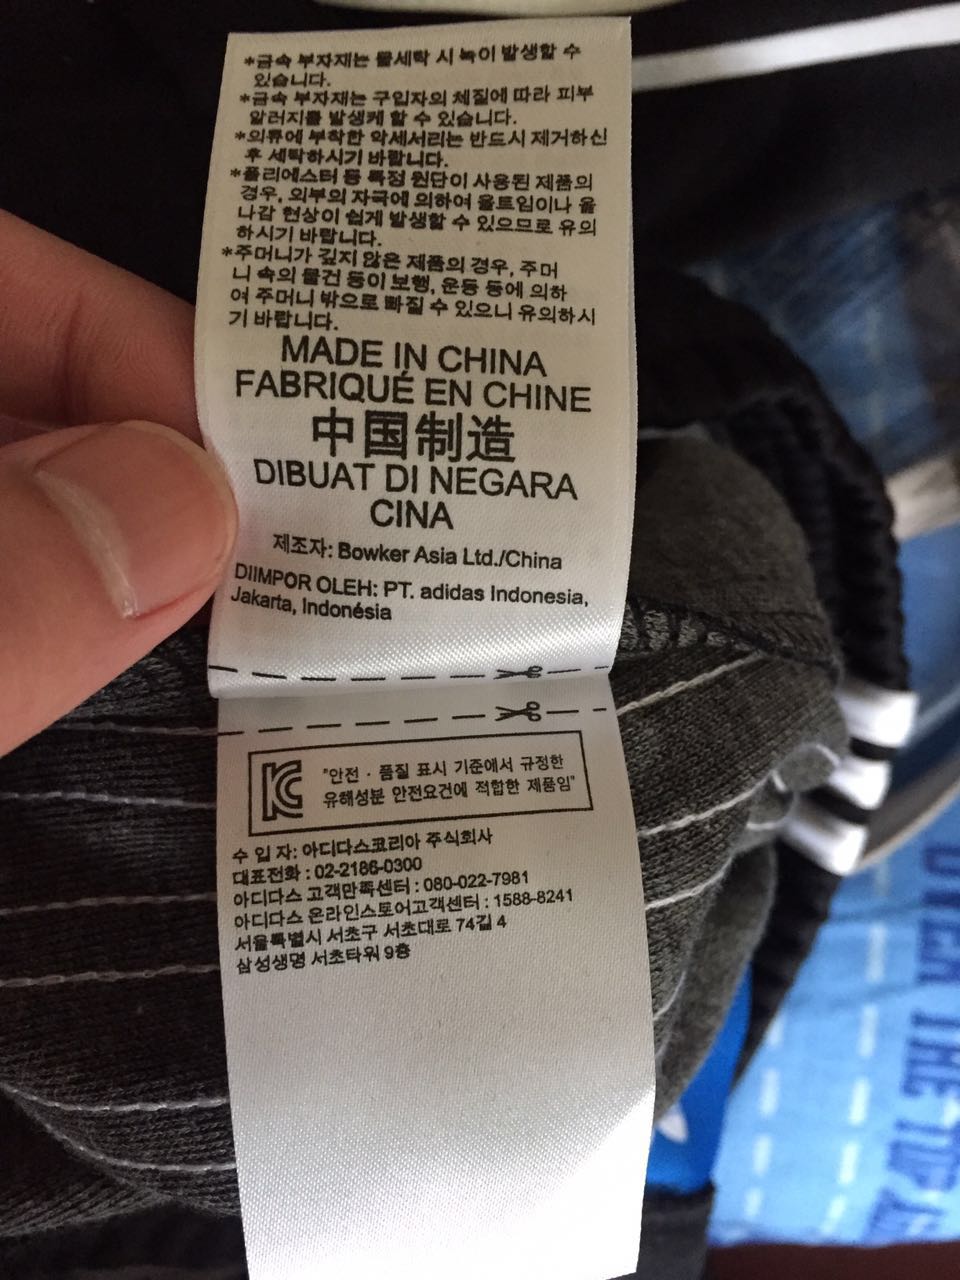 *금속 부자재는 물세탁 시 녹이 발생할 수
있습니다.
*금속 부자재는 구입자의 체질에 따라 피부
알러지를 발생케 할 수 있습니다.
*의류에 부착한 악세서리는 반드시 제거하신
후 세탁하시기 바랍니다.
*폴리에스터 등 특정 원단이 사용된 제품의
경우, 외부의 자극에 의하여 올트임이나 올
나감 현상이 쉽게 발생할 수 있으므로 유의
하시기 바랍니다.
*주머니가 깊지 않은 제품의 경우, 주머
니 속의 물건 등이 보행, 운동 등에 의하
여 주머니 밖으로 빠질 수 있으니 유의하시
기 바랍니다.
MADE IN CHINA
FABRIQUÉ EN CHINE
中国制造
DIBUAT DI NEGARA
CINA
제조자: Bowker Asia Ltd./China
DIIMPOR OLEH: PT. adidas Indonesia,
Jakarta, Indonésia
KC
"안전 · 품질 표시 기준에서 규정한
유해성분 안전요건에 적합한 제품임"
수 입 자: 아디다스코리아 주식회사
대표전화 : 02-2186-0300
아디다스 고객만족센터 : 080-022-7981
아디다스 온라인스토어고객센터 : 1588-8241
서울특별시 서초구 서초대로 74길 4
삼성생명 서초타워 9층
OVER THE TOP